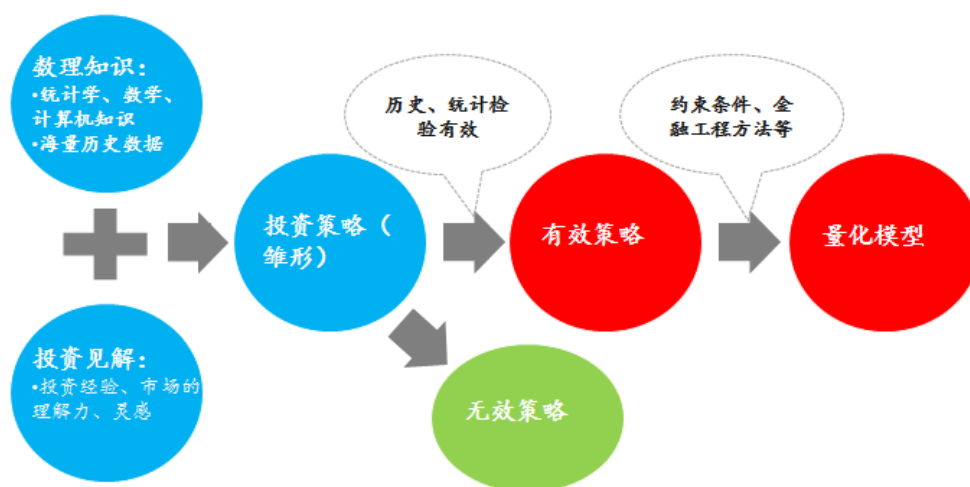 数理知识：
•统计学、数学、
计算机知识
•海量历史数据
历史、统计检
验有效
约束条件、金
融工程方法等
投资策略（
雏形）
有效策略
量化模型
投资见解：
•投资经验、市场的
理解力、灵感
无效策略